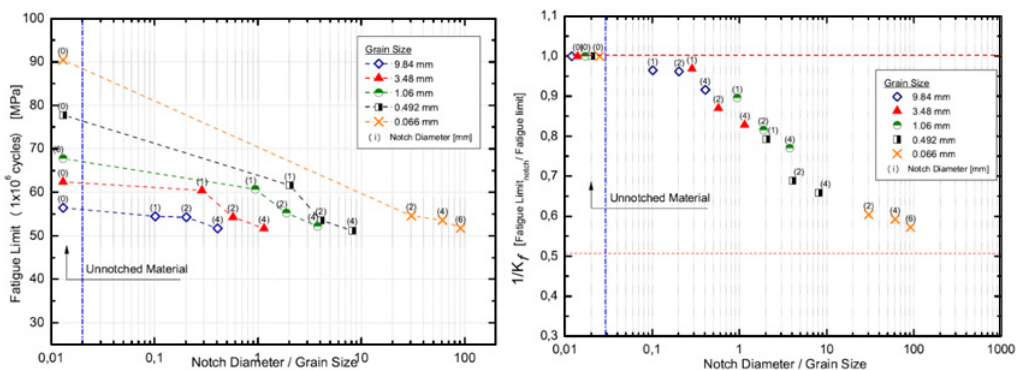 Fatigue Limit (1x10⁶ cycles) [MPa]
100
90
80
70
60
50
40
30
(0)
(0)
(0)
(0)
(1)
(1)
(1)
(2)
(4)
(2)
(4)
(2)
(4)
(6)
(0)
(1)
(2)
(4)
(2)
(4)
Grain Size
9.84 mm
3.48 mm
1.06 mm
0.492 mm
0.066 mm
( i ) Notch Diameter [mm]
Unnotched Material
0,01 0,1 1 10 100
Notch Diameter / Grain Size
1/Kf [Fatigue Limit notch / Fatigue limit]
1,1
1,0
0,9
0,8
0,7
0,6
0,5
0,4
0,3
(0) (0) (0)
(1) (2) (1)
(4) (1)
(2)
(4) (2) (1)
(4)
(2)
(4)
(2) (4) (6)
Grain Size
9.84 mm
3.48 mm
1.06 mm
0.492 mm
0.066 mm
( i ) Notch Diameter [mm]
Unnotched Material
0,01 0,1 1 10 100 1000
Notch Diameter / Grain Size